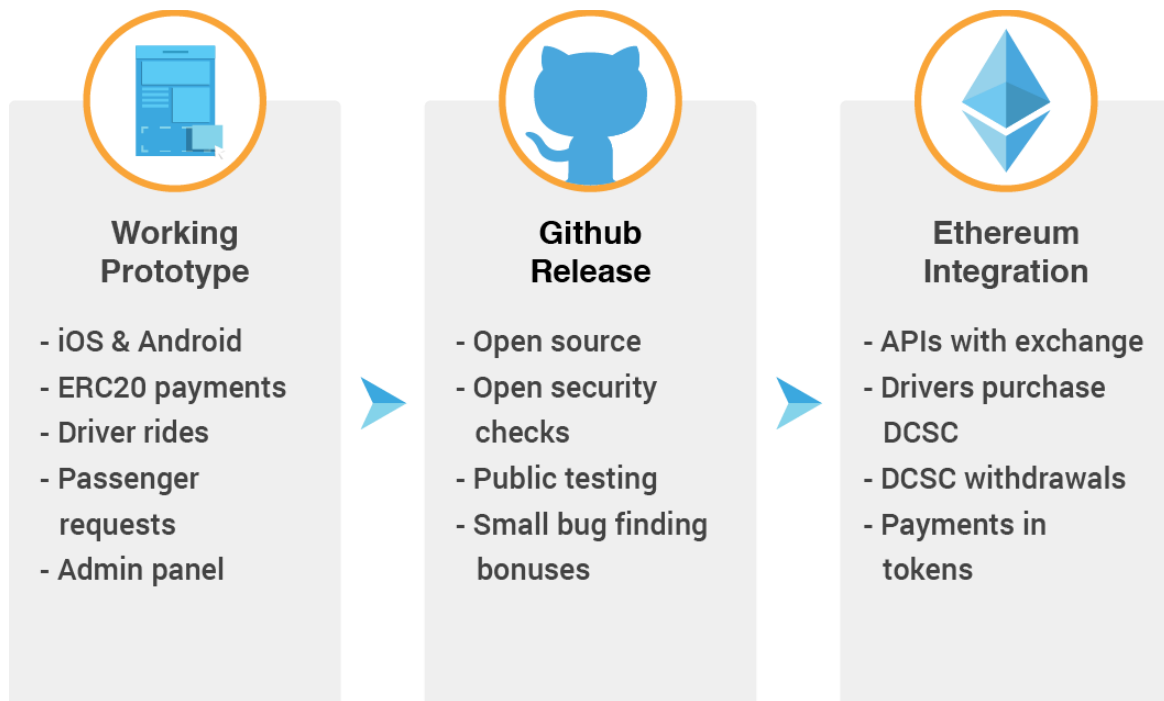 Working
Prototype
- iOS & Android
- ERC20 payments
- Driver rides
- Passenger
requests
- Admin panel
Github
Release
- Open source
- Open security
checks
- Public testing
- Small bug finding
bonuses
Ethereum
Integration
- APIs with exchange
- Drivers purchase
DCSC
- DCSC withdrawals
- Payments in
tokens